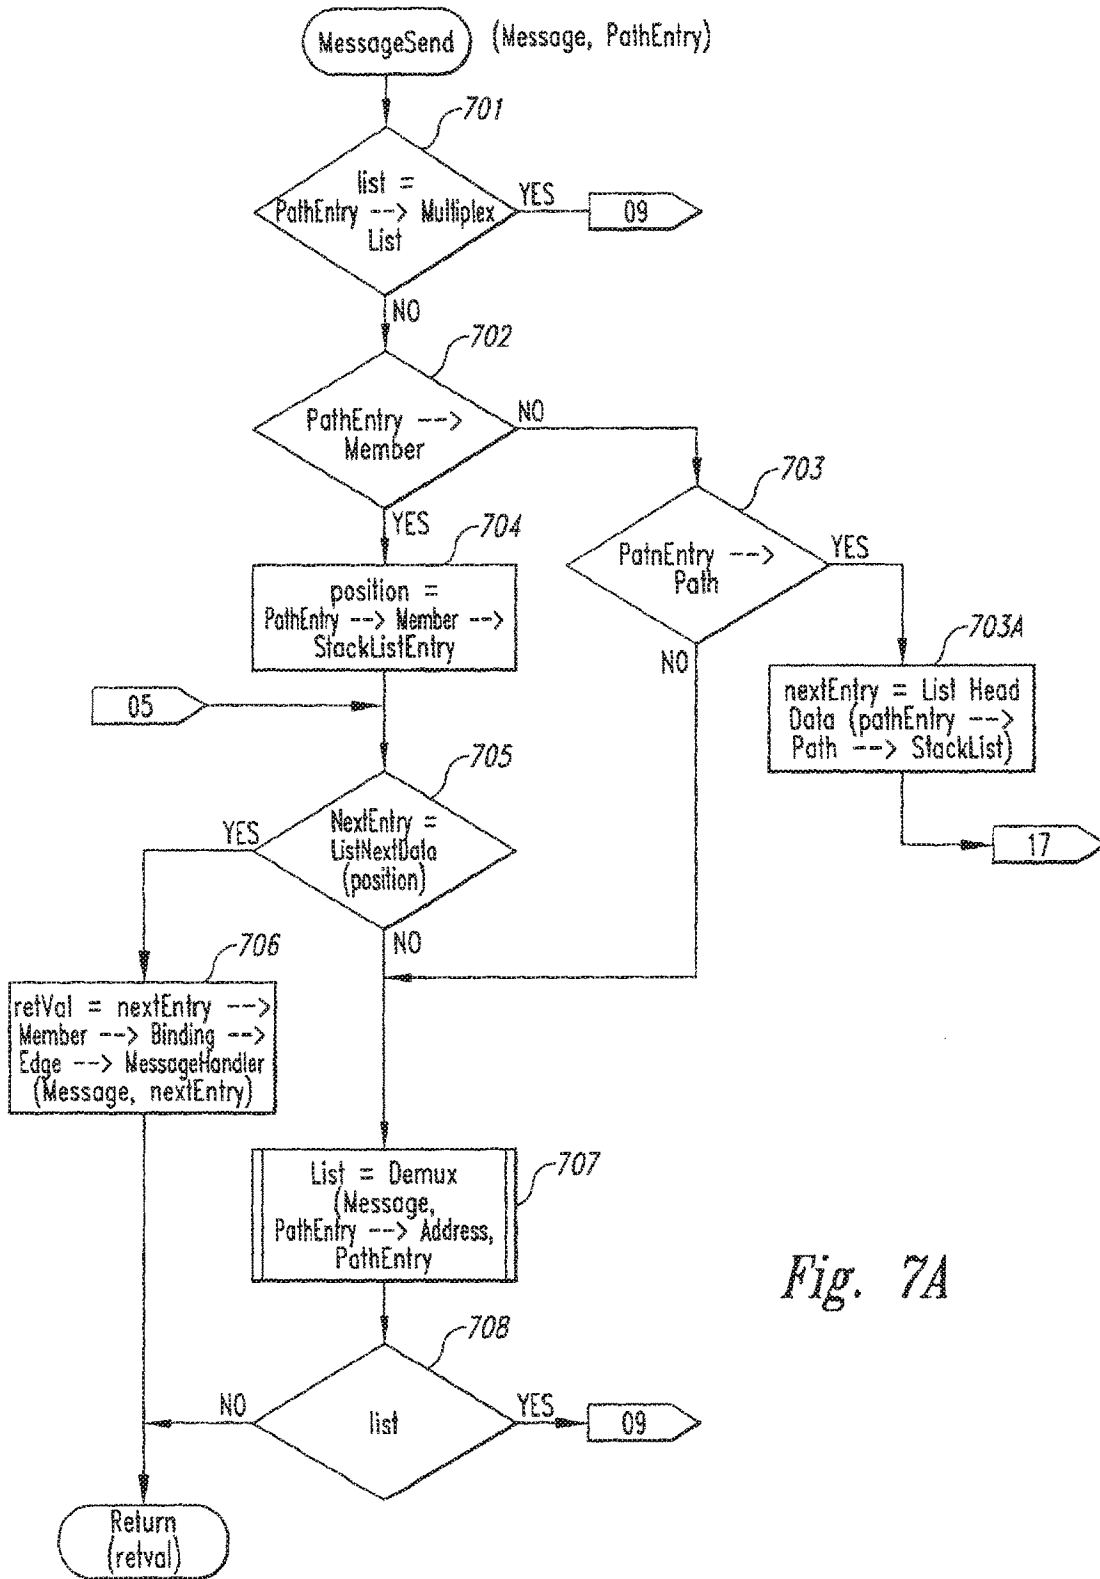 MessageSend (Message, PathEntry)
701
list =
PathEntry --> Multiplex
List
YES
09
NO
702
PathEntry -->
Member
NO
YES
703
PatnEntry -->
Path
YES
NO
704
position =
PathEntry --> Member -->
StackListEntry
703A
nextEntry = List Head
Data (pathEntry -->
Path --> StackList)
05
17
705
NextEntry =
ListNextData
(position)
YES
NO
706
retVal = nextEntry -->
Member --> Binding -->
Edge --> MessageHandler
(Message, nextEntry)
707
List = Demux
(Message,
PathEntry --> Address,
PathEntry
Fig. 7A
708
list
NO
YES
09
Return
(retval)